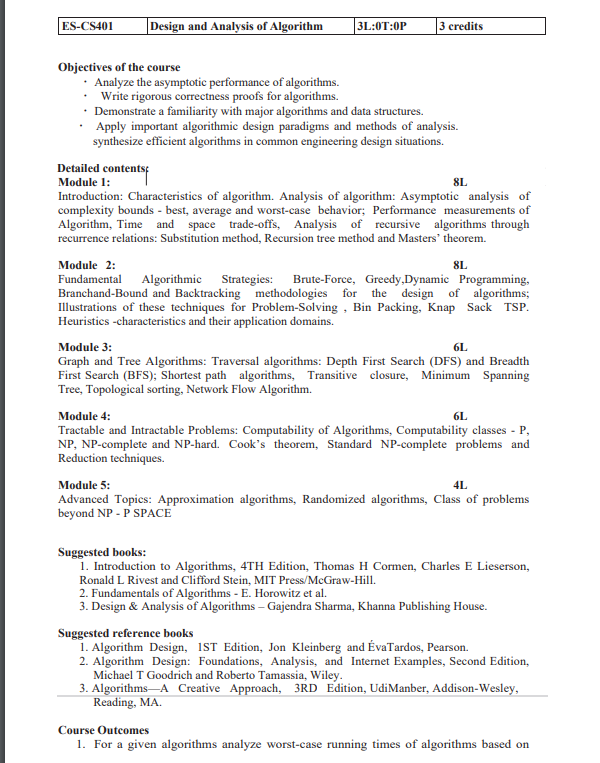 ES-CS401 Design and Analysis of Algorithm 3L:0T:0P 3 credits
Objectives of the course
· Analyze the asymptotic performance of algorithms.
· Write rigorous correctness proofs for algorithms.
· Demonstrate a familiarity with major algorithms and data structures.
· Apply important algorithmic design paradigms and methods of analysis.
synthesize efficient algorithms in common engineering design situations.
Detailed contents:
Module 1: 8L
Introduction: Characteristics of algorithm. Analysis of algorithm: Asymptotic analysis of
complexity bounds - best, average and worst-case behavior; Performance measurements of
Algorithm, Time and space trade-offs, Analysis of recursive algorithms through
recurrence relations: Substitution method, Recursion tree method and Masters' theorem.
Module 2: 8L
Fundamental Algorithmic Strategies: Brute-Force, Greedy,Dynamic Programming,
Branchand-Bound and Backtracking methodologies for the design of algorithms;
Illustrations of these techniques for Problem-Solving , Bin Packing, Knap Sack TSP.
Heuristics -characteristics and their application domains.
Module 3: 6L
Graph and Tree Algorithms: Traversal algorithms: Depth First Search (DFS) and Breadth
First Search (BFS); Shortest path algorithms, Transitive closure, Minimum Spanning
Tree, Topological sorting, Network Flow Algorithm.
Module 4: 6L
Tractable and Intractable Problems: Computability of Algorithms, Computability classes - P,
NP, NP-complete and NP-hard. Cook's theorem, Standard NP-complete problems and
Reduction techniques.
Module 5: 4L
Advanced Topics: Approximation algorithms, Randomized algorithms, Class of problems
beyond NP - P SPACE
Suggested books:
1. Introduction to Algorithms, 4TH Edition, Thomas H Cormen, Charles E Lieserson,
Ronald L Rivest and Clifford Stein, MIT Press/McGraw-Hill.
2. Fundamentals of Algorithms - E. Horowitz et al.
3. Design & Analysis of Algorithms – Gajendra Sharma, Khanna Publishing House.
Suggested reference books
1. Algorithm Design, 1ST Edition, Jon Kleinberg and ÉvaTardos, Pearson.
2. Algorithm Design: Foundations, Analysis, and Internet Examples, Second Edition,
Michael T Goodrich and Roberto Tamassia, Wiley.
3. Algorithms—A Creative Approach, 3RD Edition, UdiManber, Addison-Wesley,
Reading, MA.
Course Outcomes
1. For a given algorithms analyze worst-case running times of algorithms based on